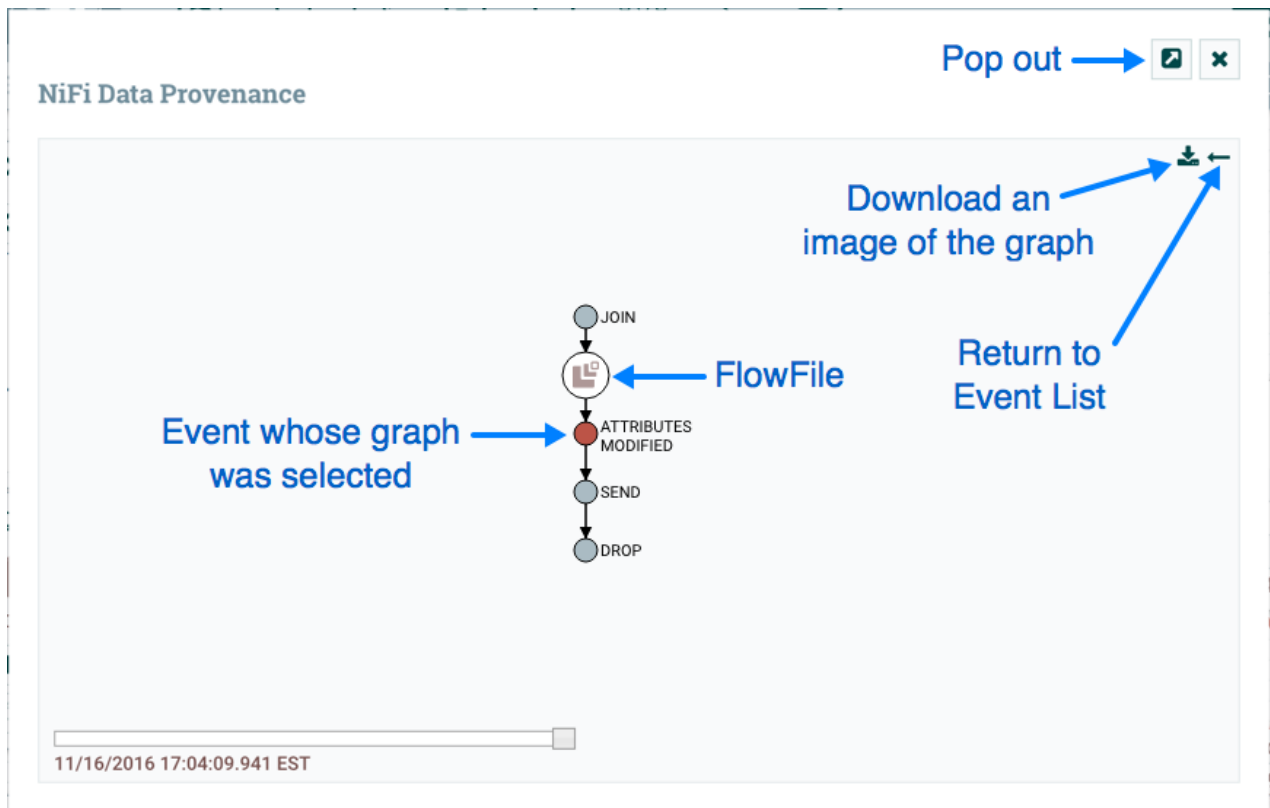 Pop out
NiFi Data Provenance
Download an
image of the graph
JOIN
Return to
Event List
FlowFile
Event whose graph
was selected
ATTRIBUTES
MODIFIED
SEND
DROP
11/16/2016 17:04:09.941 EST